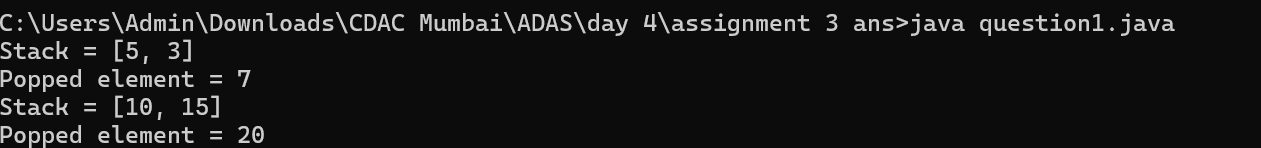 C:\Users\Admin\Downloads\CDAC Mumbai\ADAS\day 4\assignment 3 ans>java question1.java
Stack = [5, 3]
Popped element = 7
Stack = [10, 15]
Popped element = 20